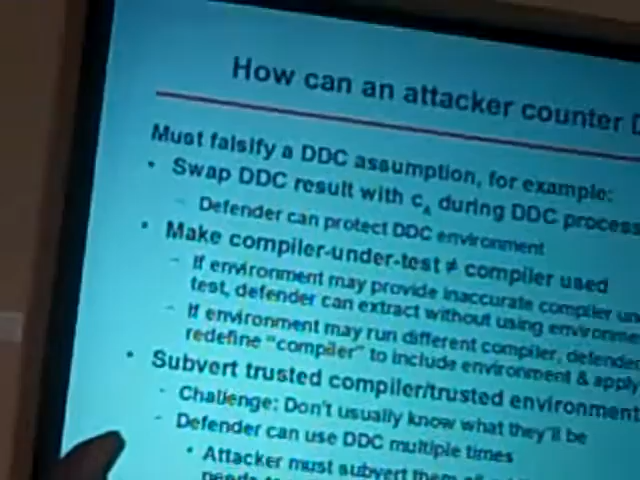 How can an attacker counter D
Must falsify a DDC assumption, for example:
• Swap DDC result with cA during DDC process
– Defender can protect DDC environment
• Make compiler-under-test ≠ compiler used
– If environment may provide inaccurate compiler un
test, defender can extract without using environme
– If environment may run different compiler, defender
redefine "compiler" to include environment & apply
• Subvert trusted compiler/trusted environment
– Challenge: Don't usually know what they'll be
– Defender can use DDC multiple times
• Attacker must subvert them